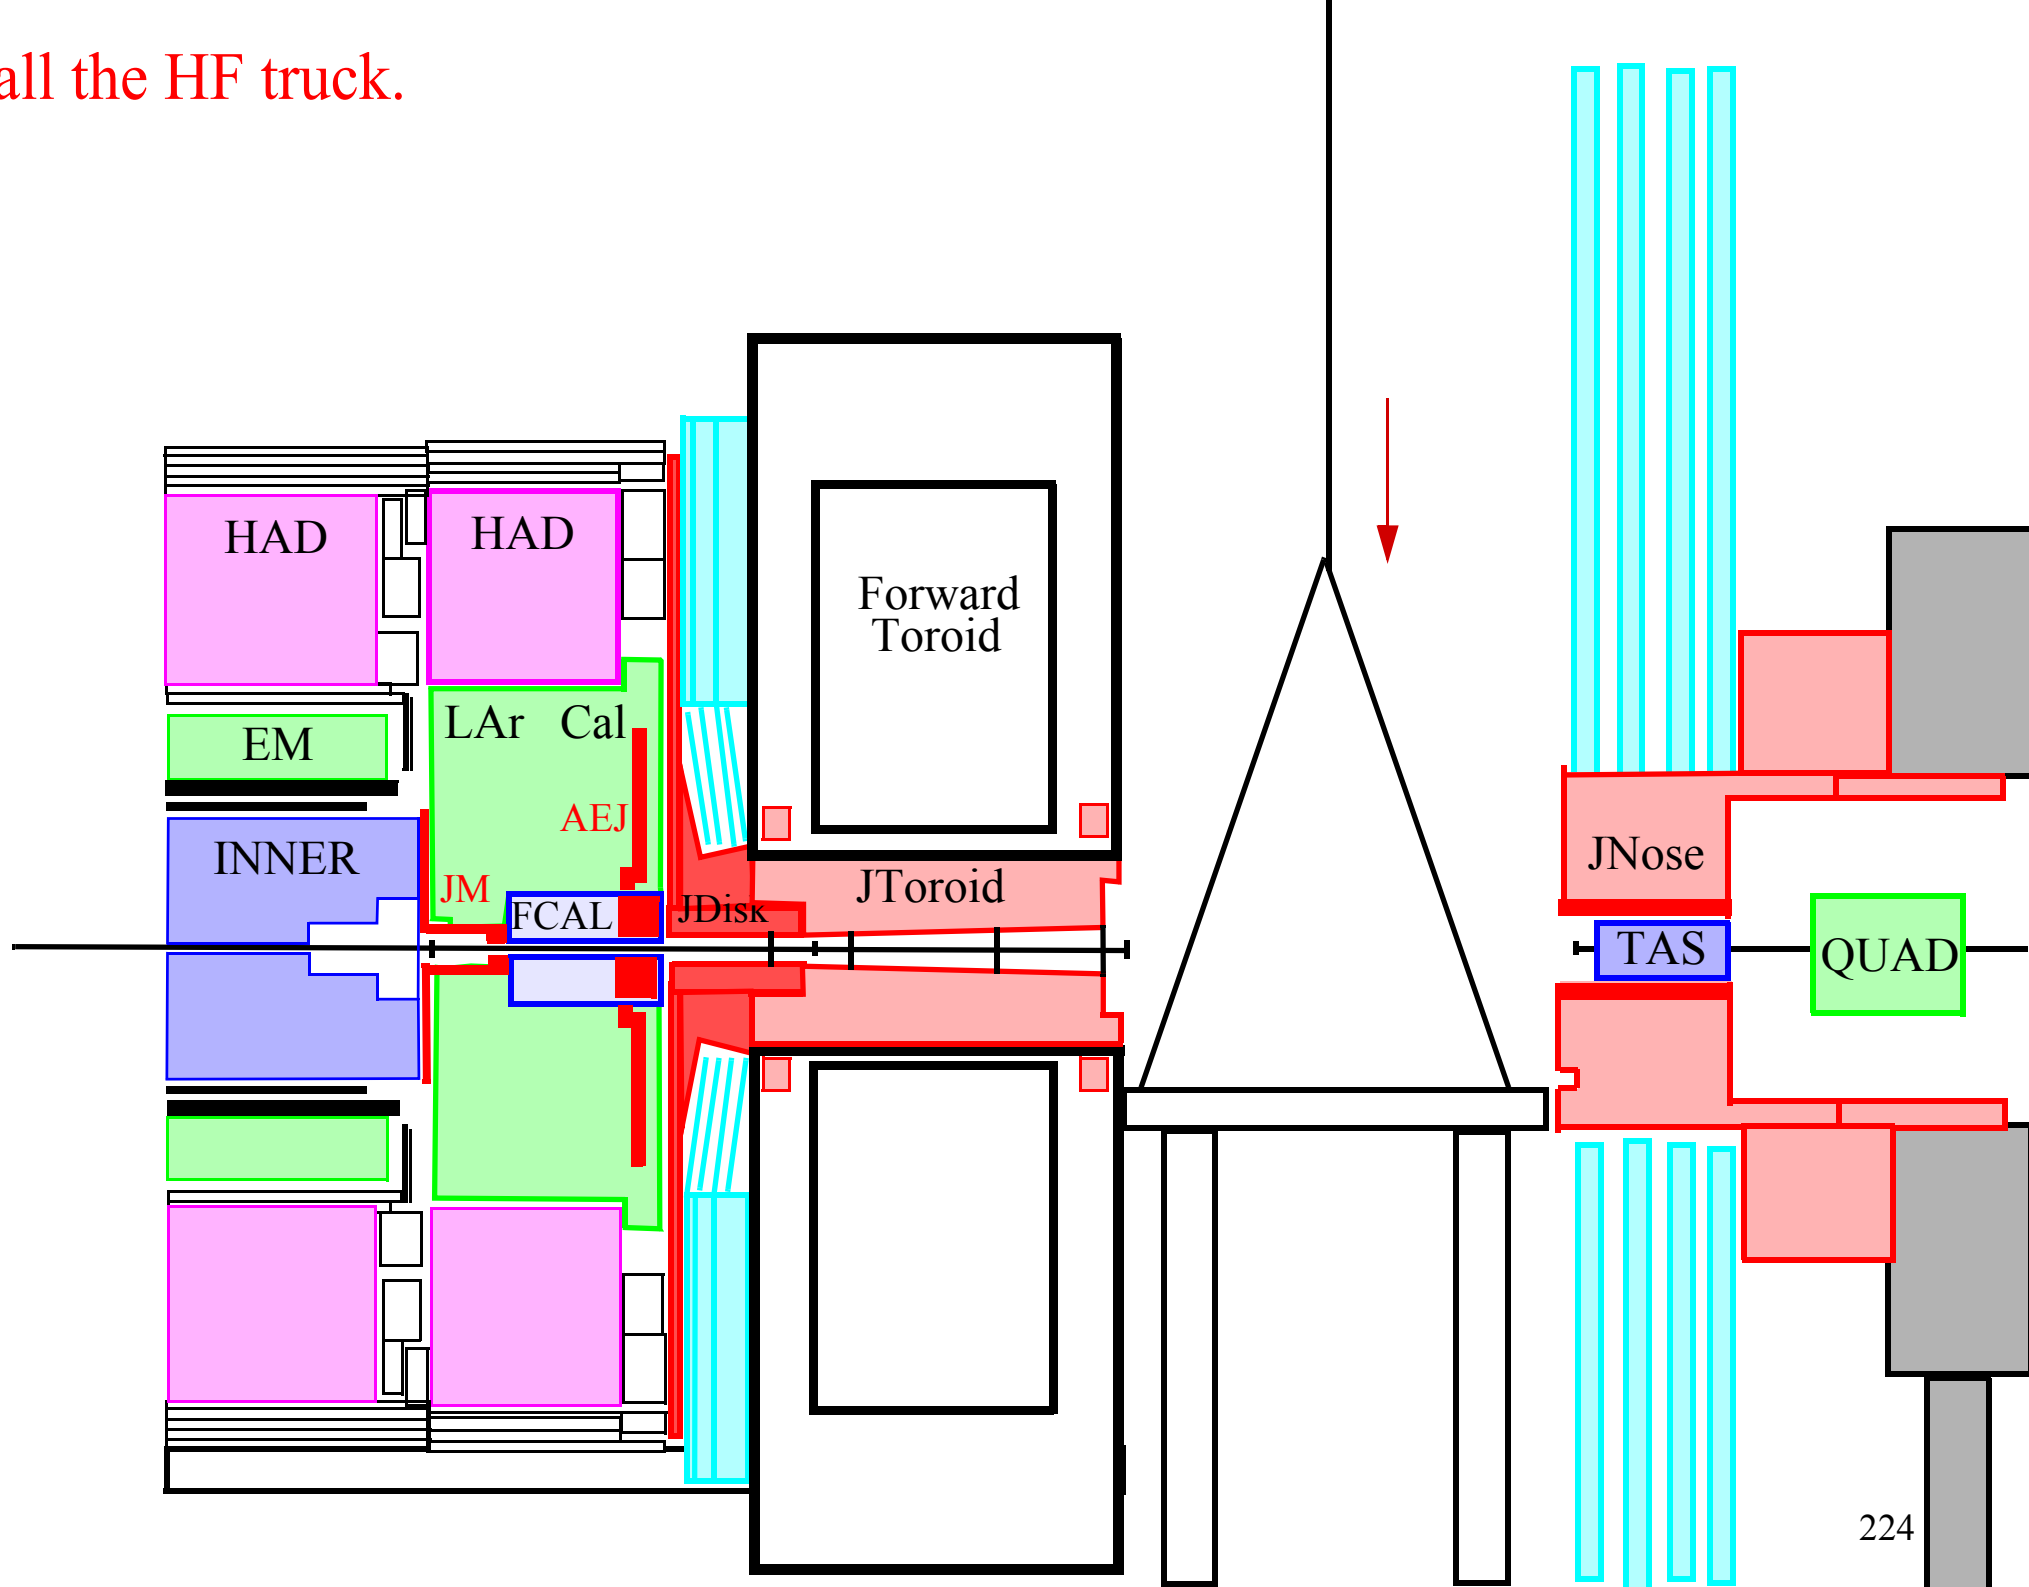 all the HF truck.
HAD
HAD
Forward
Toroid
LAr Cal
EM
AEJ
INNER
JM
FCAL
JDisk
JToroid
JNose
TAS
QUAD
224